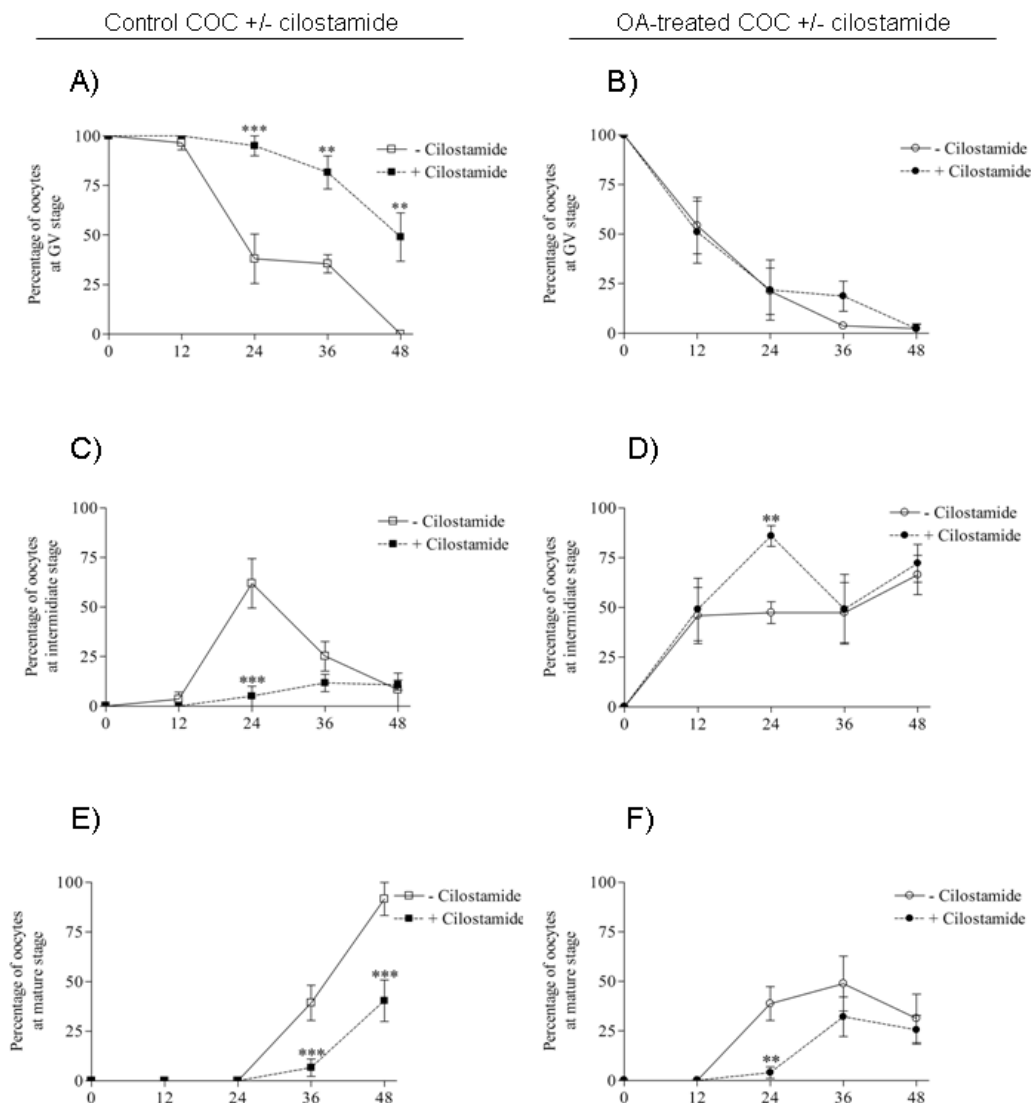 Control COC +/- cilostamide
OA-treated COC +/- cilostamide
A)
Percentage of oocytes
at GV stage
100
75
50
25
0
***
**
**
- Cilostamide
+ Cilostamide
0 12 24 36 48
B)
Percentage of oocytes
at GV stage
100
75
50
25
0
- Cilostamide
+ Cilostamide
0 12 24 36 48
C)
Percentage of oocytes
at intermidiate stage
100
75
50
25
0
***
- Cilostamide
+ Cilostamide
0 12 24 36 48
D)
Percentage of oocytes
at intermidiate stage
100
75
50
25
0
**
- Cilostamide
+ Cilostamide
0 12 24 36 48
E)
Percentage of oocytes
at mature stage
100
75
50
25
0
***
***
- Cilostamide
+ Cilostamide
0 12 24 36 48
F)
Percentage of oocytes
at mature stage
100
75
50
25
0
**
- Cilostamide
+ Cilostamide
0 12 24 36 48